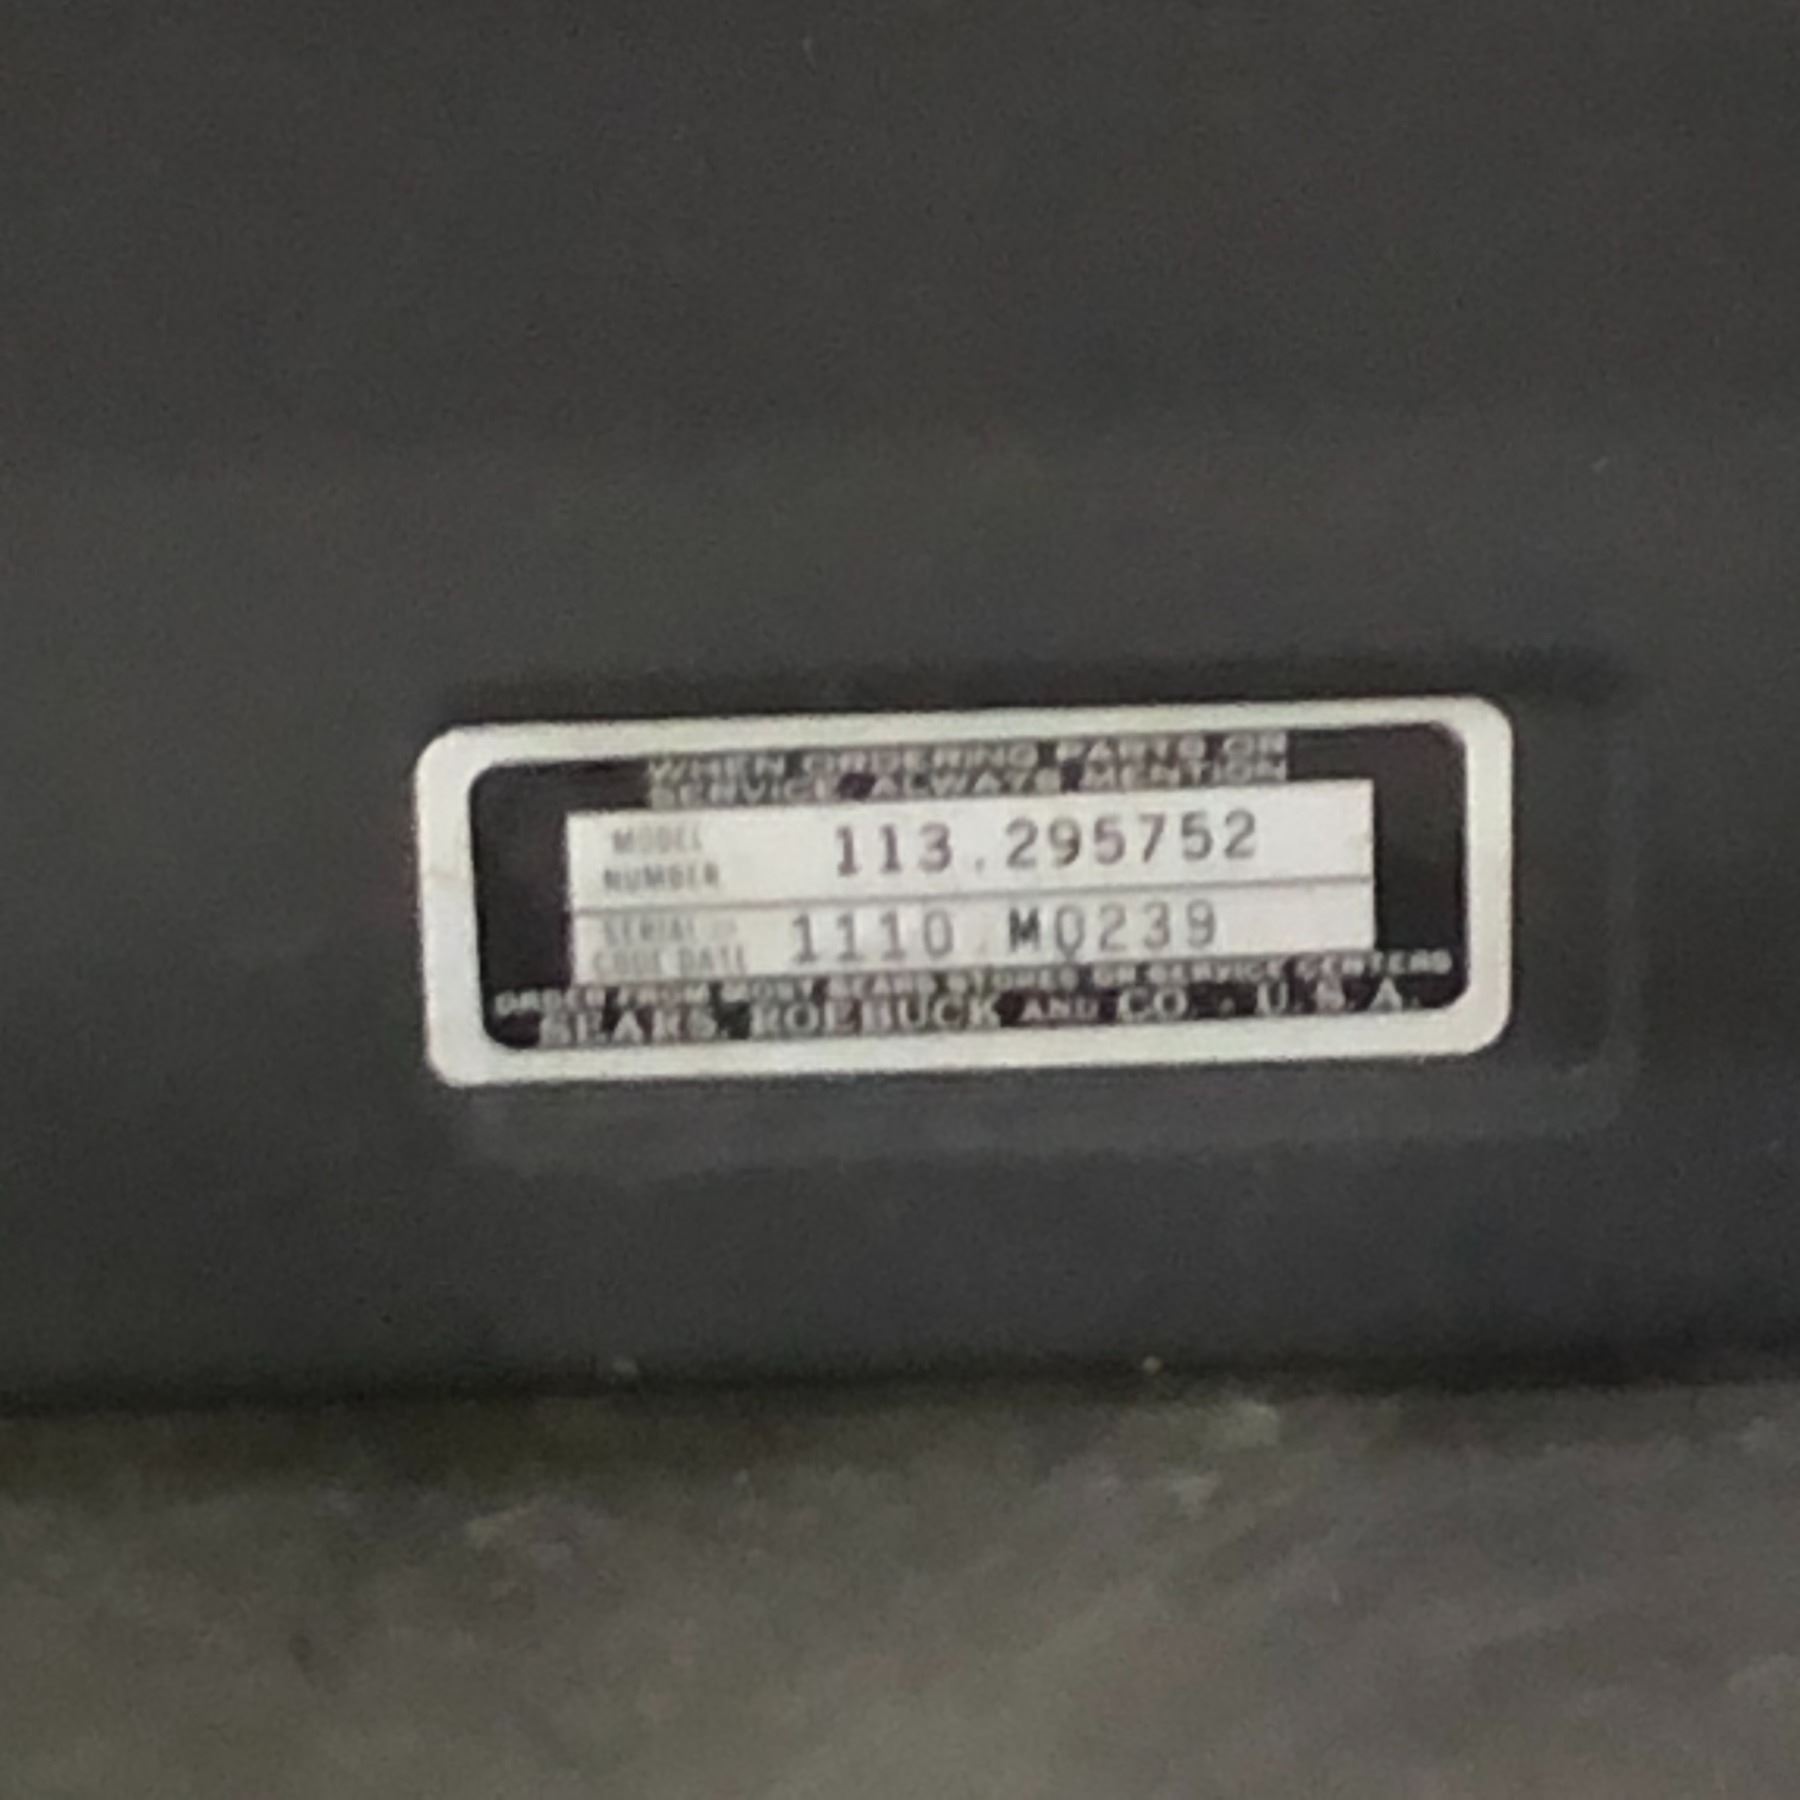 WHEN ORDERING PARTS OR
SERVICE ALWAYS MENTION
MODEL
NUMBER 113.295752
SERIAL or
CODE DATE 1110.M0239
ORDER FROM MOST SEARS STORES OR SERVICE CENTERS
SEARS, ROEBUCK AND CO. - U.S.A.